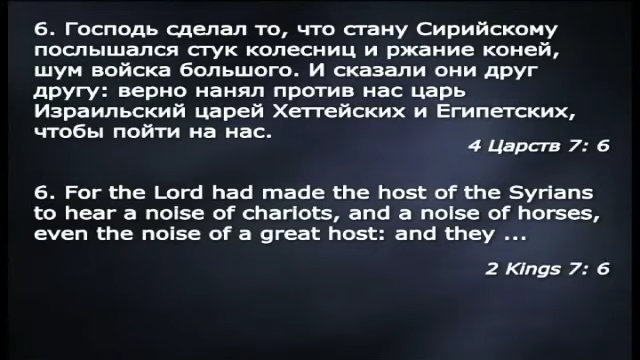 6. Господь сделал то, что стану Сирийскому
послышался стук колесниц и ржание коней,
шум войска большого. И сказали они друг
другу: верно нанял против нас царь
Израильский царей Хеттейских и Египетских,
чтобы пойти на нас.
4 Царств 7: 6
6. For the Lord had made the host of the Syrians
to hear a noise of chariots, and a noise of horses,
even the noise of a great host: and they ...
2 Kings 7: 6